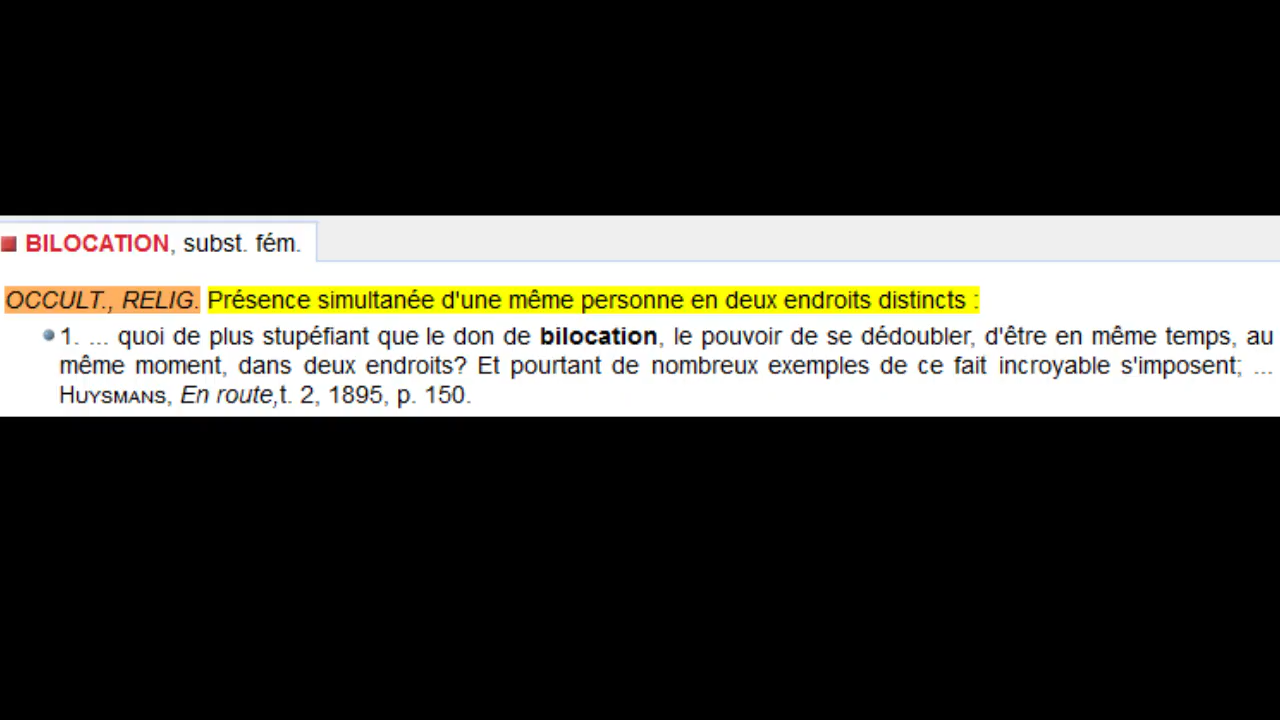 BILOCATION, subst. fém.
OCCULT., RELIG. Présence simultanée d'une même personne en deux endroits distincts :
1. ... quoi de plus stupéfiant que le don de bilocation, le pouvoir de se dédoubler, d'être en même temps, au
même moment, dans deux endroits? Et pourtant de nombreux exemples de ce fait incroyable s'imposent; ...
HUYSMANS, En route,t. 2, 1895, p. 150.